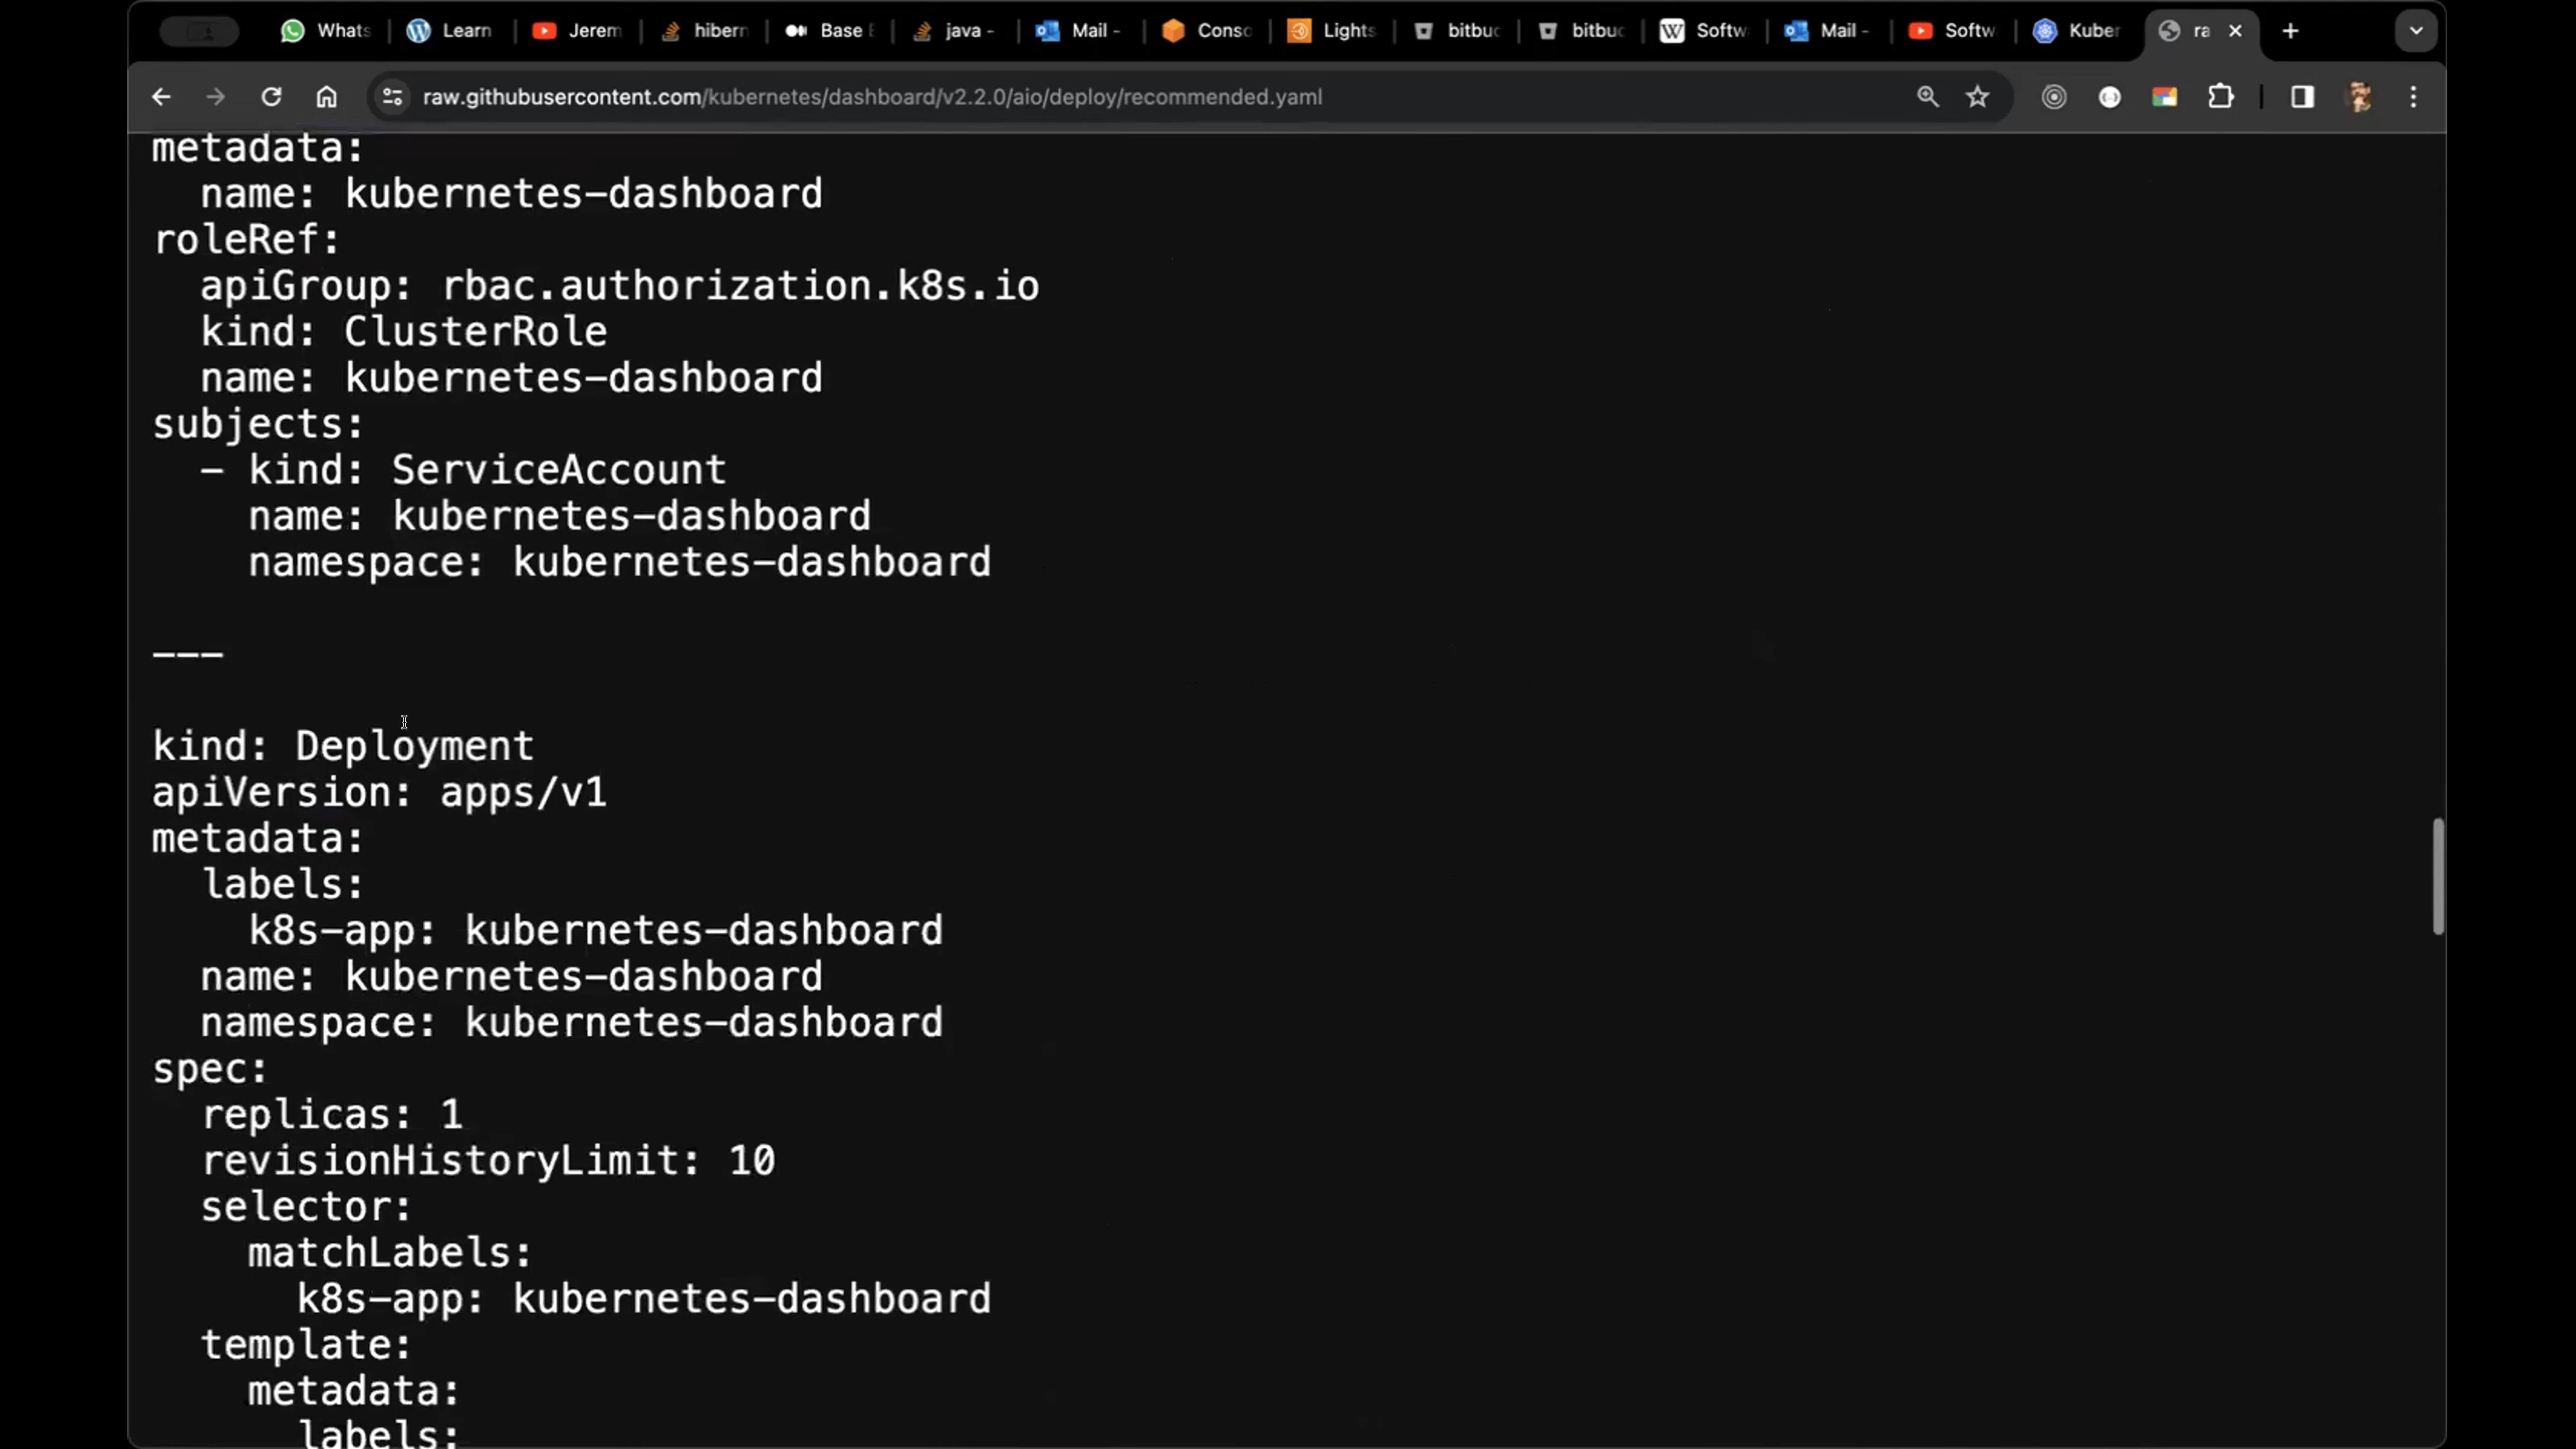 Whats
Learn
Jerem
hibern
Base E
java -
Mail -
Conso
Lights
bitbuc
bitbuc
Softw
Mail -
Softw
Kuber
ra
raw.githubusercontent.com/kubernetes/dashboard/v2.2.0/aio/deploy/recommended.yaml
metadata:
name: kubernetes-dashboard
roleRef:
apiGroup: rbac.authorization.k8s.io
kind: ClusterRole
name: kubernetes-dashboard
subjects:
- kind: ServiceAccount
name: kubernetes-dashboard
namespace: kubernetes-dashboard
---
kind: Deployment
apiVersion: apps/v1
metadata:
labels:
k8s-app: kubernetes-dashboard
name: kubernetes-dashboard
namespace: kubernetes-dashboard
spec:
replicas: 1
revisionHistoryLimit: 10
selector:
matchLabels:
k8s-app: kubernetes-dashboard
template:
metadata:
labels: